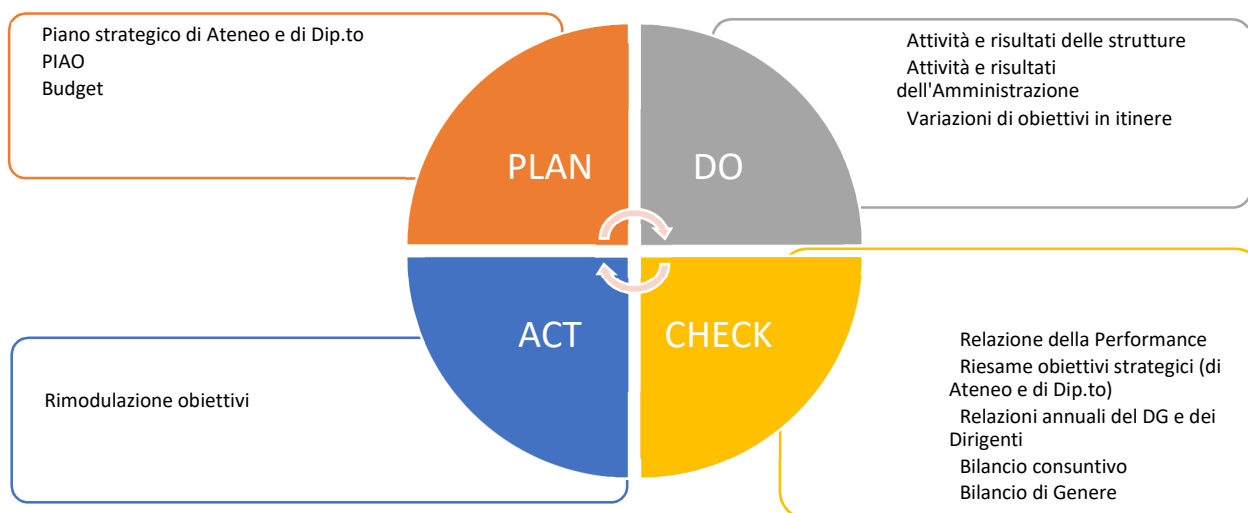 Piano strategico di Ateneo e di Dip.to
PIAO
Budget
PLAN
Attività e risultati delle strutture
Attività e risultati
dell'Amministrazione
Variazioni di obiettivi in itinere
DO
Rimodulazione obiettivi
ACT
CHECK
Relazione della Performance
Riesame obiettivi strategici (di
Ateneo e di Dip.to)
Relazioni annuali del DG e dei
Dirigenti
Bilancio consuntivo
Bilancio di Genere